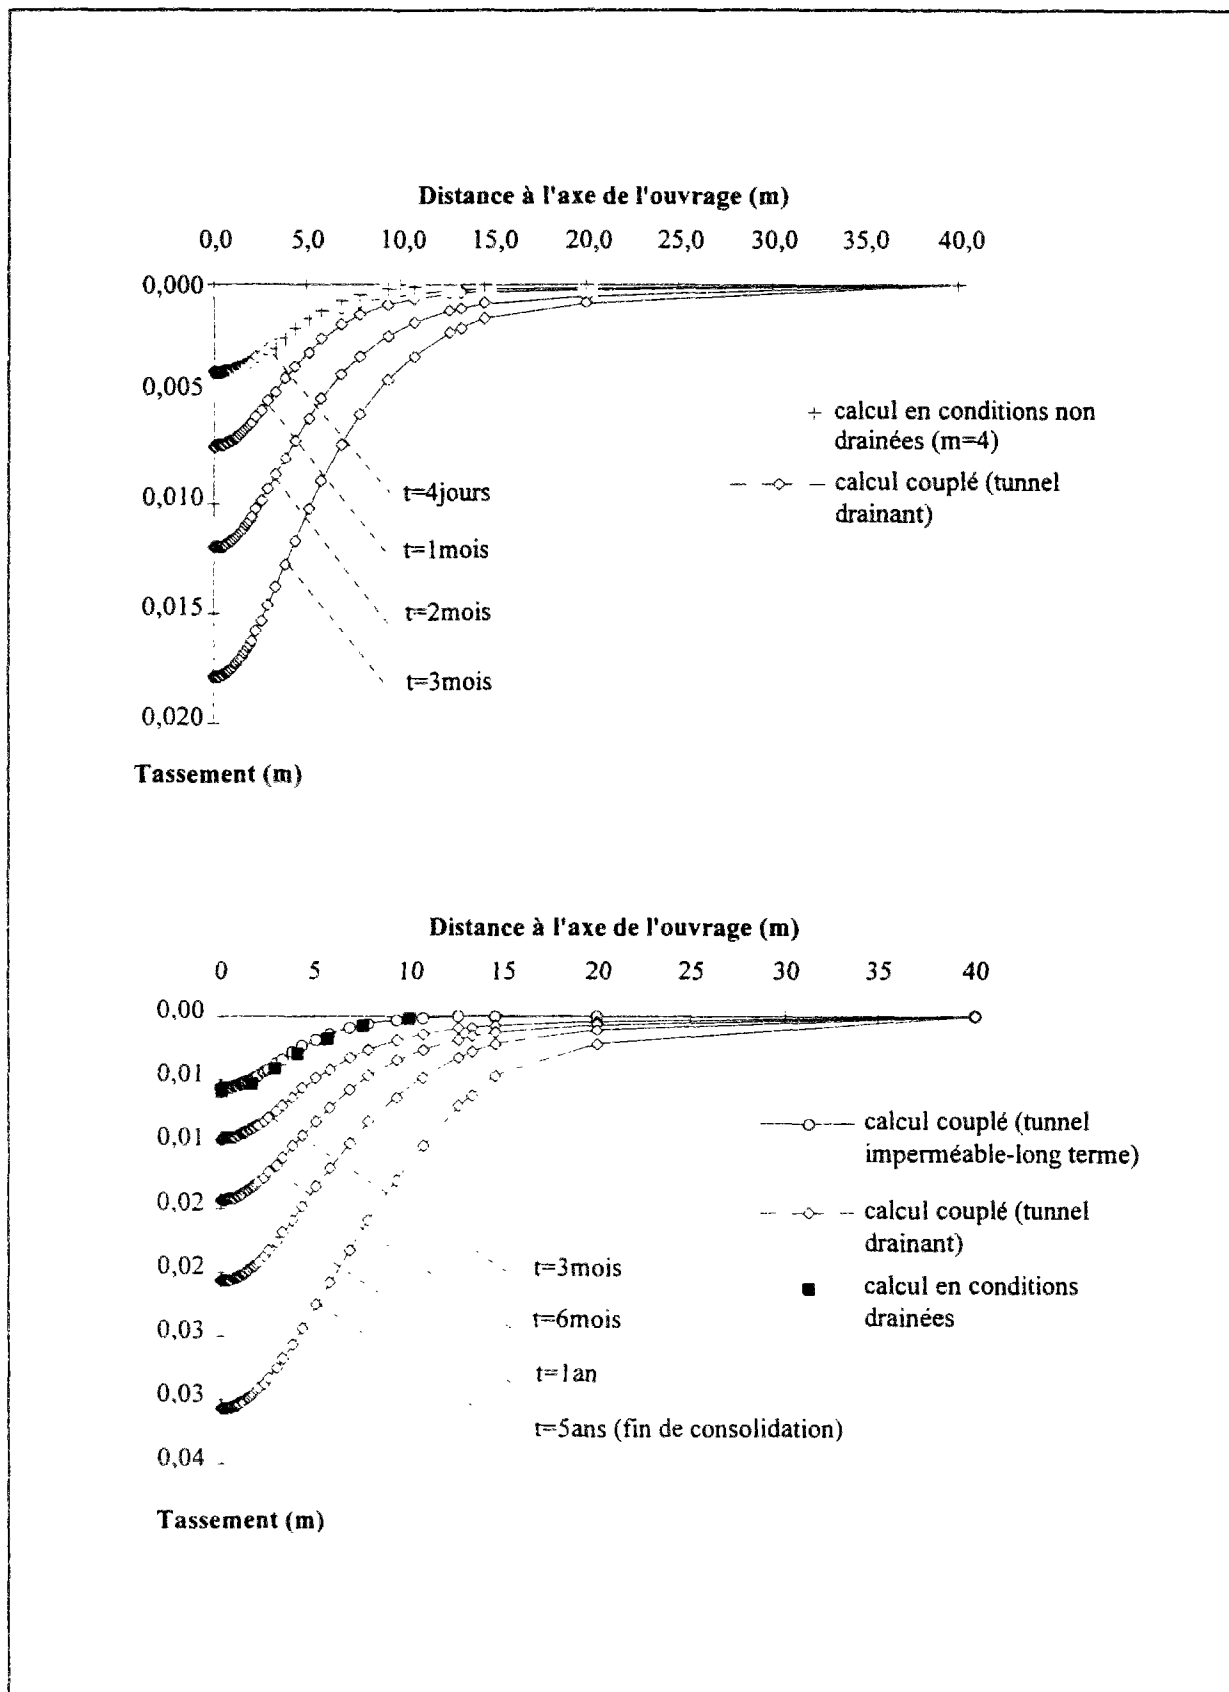 Distance à l'axe de l'ouvrage (m)
0,0 5,0 10,0 15,0 20,0 25,0 30,0 35,0 40,0
0,000
0,005
0,010
0,015
0,020
Tassement (m)
t=4jours
t=1mois
t=2mois
t=3mois
calcul en conditions non
drainées (m=4)
calcul couplé (tunnel
drainant)
Distance à l'axe de l'ouvrage (m)
0 5 10 15 20 25 30 35 40
0.00
0,01
0,01
0.02
0,02
0,03
0,03
0,04
Tassement (m)
t=3mois
t=6mois
t=1an
t=5ans (fin de consolidation)
calcul couplé (tunnel
imperméable-long terme)
calcul couplé (tunnel
drainant)
calcul en conditions
drainées